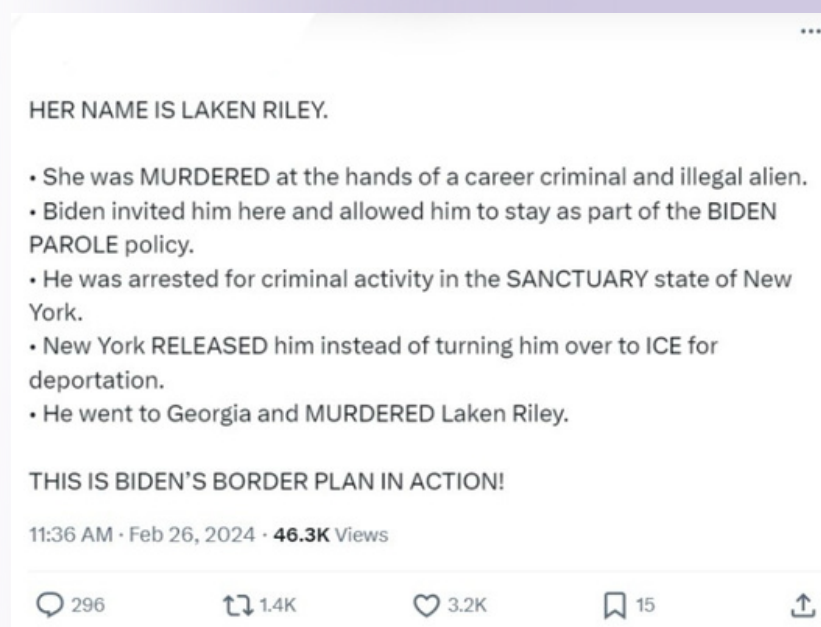 HER NAME IS LAKEN RILEY.
• She was MURDERED at the hands of a career criminal and illegal alien.
• Biden invited him here and allowed him to stay as part of the BIDEN
PAROLE policy.
• He was arrested for criminal activity in the SANCTUARY state of New
York.
• New York RELEASED him instead of turning him over to ICE for
deportation.
• He went to Georgia and MURDERED Laken Riley.
THIS IS BIDEN’S BORDER PLAN IN ACTION!
11:36 AM · Feb 26, 2024 · 46.3K Views
296 1.4K 3.2K 15